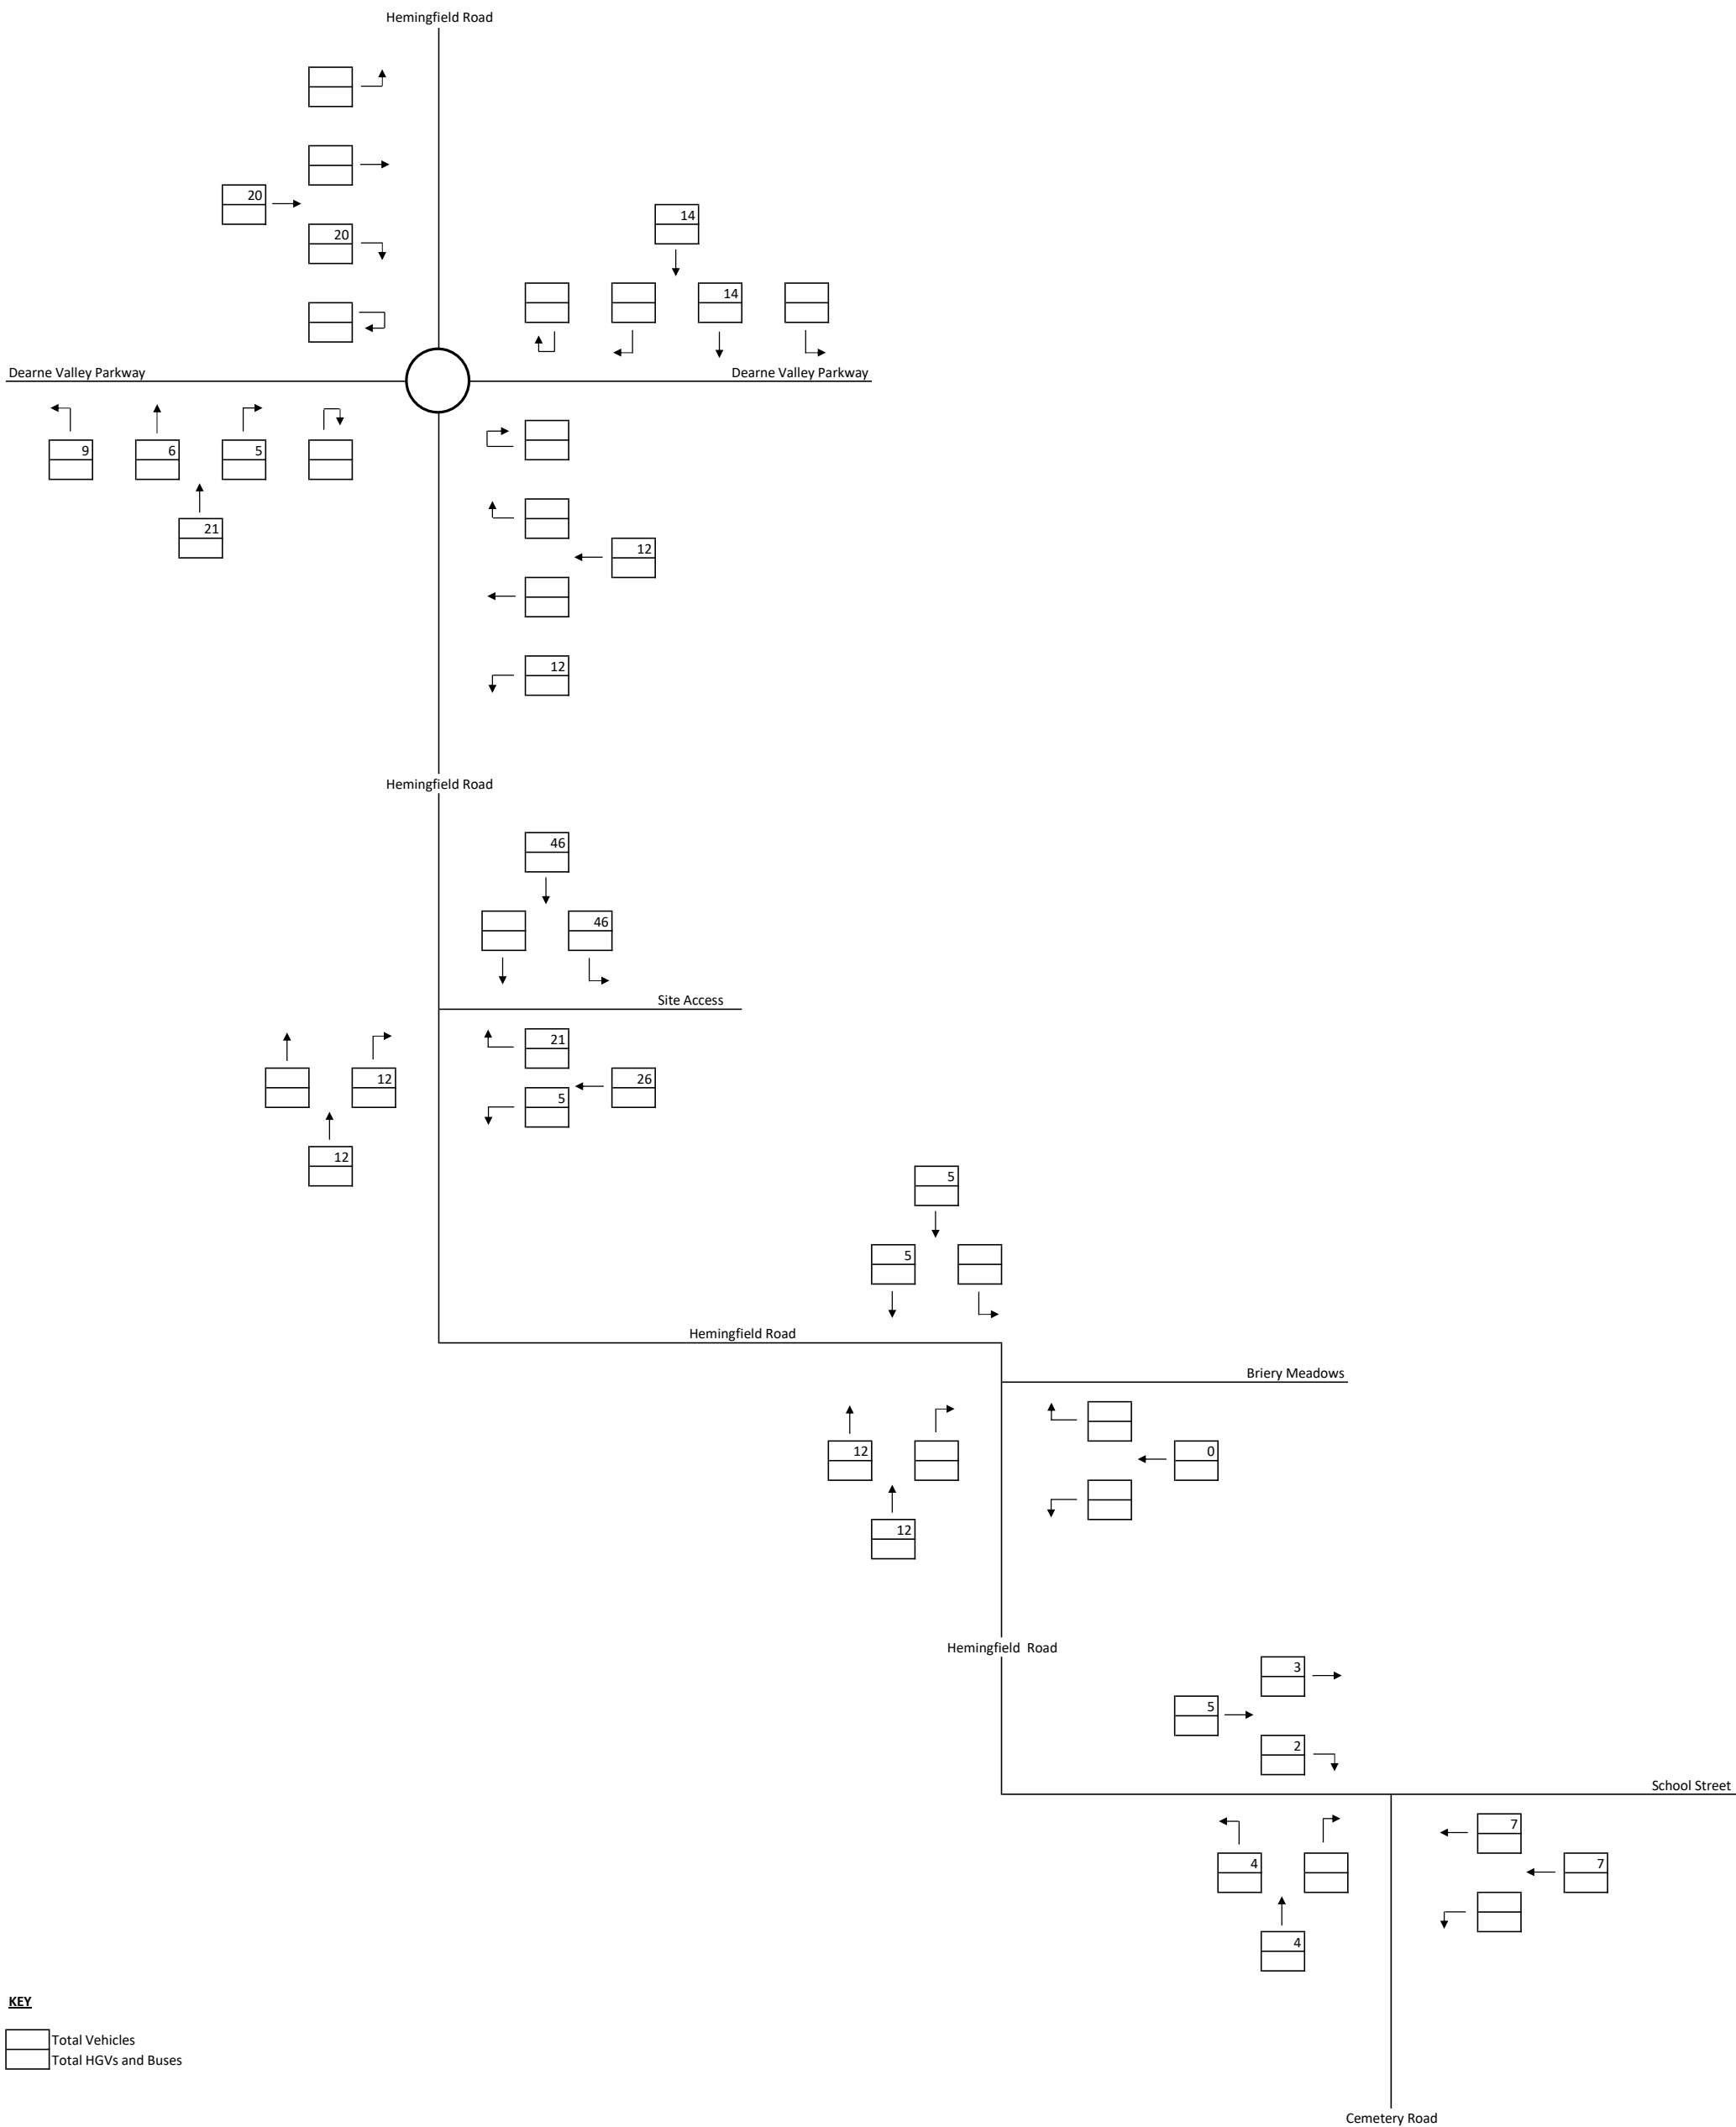 Hemingfield Road
20
14
20
14
Dearne Valley Parkway
Dearne Valley Parkway
9
6
5
21
12
12
Hemingfield Road
46
46
Site Access
21
12
26
5
12
5
5
Hemingfield Road
Briery Meadows
12
0
12
Hemingfield  Road
3
5
2
School Street
7
4
7
4
KEY
Total Vehicles
Total HGVs and Buses
Cemetery Road